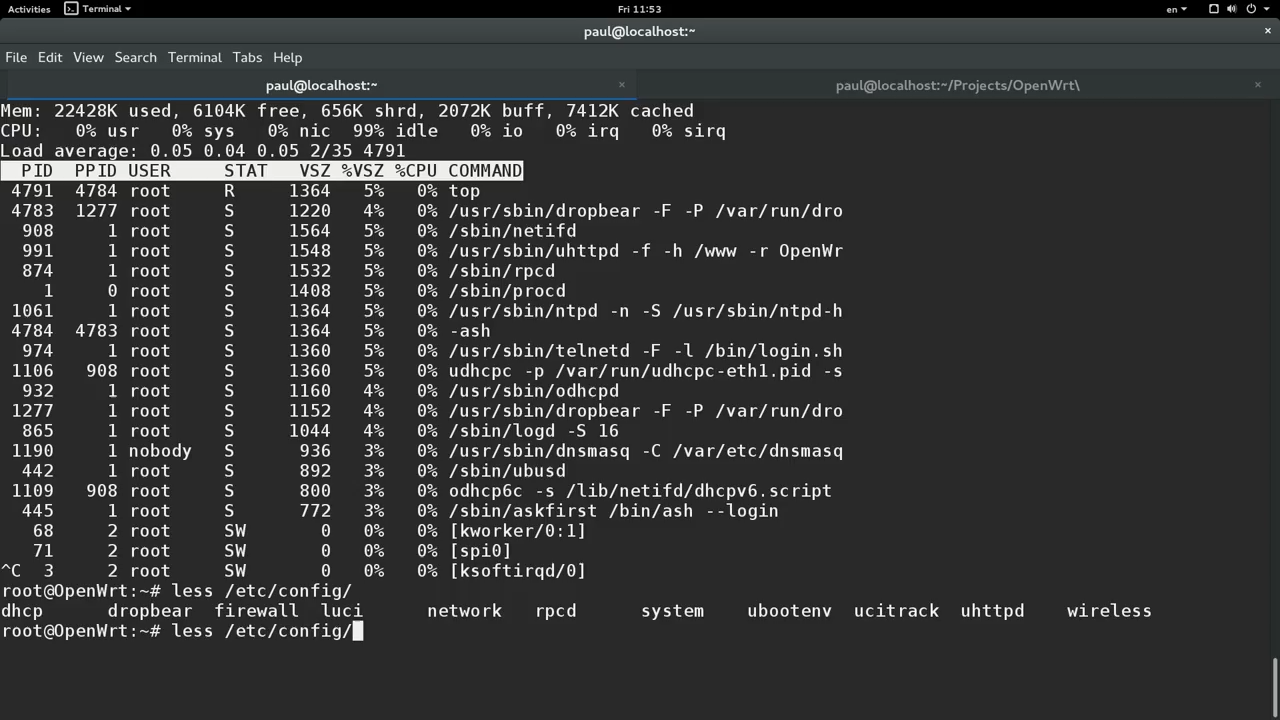 Activities Terminal Fri 11:53 en
paul@localhost:~ ×
File Edit View Search Terminal Tabs Help
paul@localhost:~ × paul@localhost:~/Projects/OpenWrt\ ×
Mem: 22428K used, 6104K free, 656K shrd, 2072K buff, 7412K cached
CPU:   0% usr   0% sys   0% nic  99% idle   0% io   0% irq   0% sirq
Load average: 0.05 0.04 0.05 2/35 4791
  PID  PPID USER     STAT   VSZ %VSZ %CPU COMMAND
 4791  4784 root     R     1364   5%   0% top
 4783  1277 root     S     1220   4%   0% /usr/sbin/dropbear -F -P /var/run/dro
  908     1 root     S     1564   5%   0% /sbin/netifd
  991     1 root     S     1548   5%   0% /usr/sbin/uhttpd -f -h /www -r OpenWr
  874     1 root     S     1532   5%   0% /sbin/rpcd
    1     0 root     S     1408   5%   0% /sbin/procd
 1061     1 root     S     1364   5%   0% /usr/sbin/ntpd -n -S /usr/sbin/ntpd-h
 4784  4783 root     S     1364   5%   0% -ash
  974     1 root     S     1360   5%   0% /usr/sbin/telnetd -F -l /bin/login.sh
 1106   908 root     S     1360   5%   0% udhcpc -p /var/run/udhcpc-eth1.pid -s
  932     1 root     S     1160   4%   0% /usr/sbin/odhcpd
 1277     1 root     S     1152   4%   0% /usr/sbin/dropbear -F -P /var/run/dro
  865     1 root     S     1044   4%   0% /sbin/logd -S 16
 1190     1 nobody   S      936   3%   0% /usr/sbin/dnsmasq -C /var/etc/dnsmasq
  442     1 root     S      892   3%   0% /sbin/ubusd
 1109   908 root     S      800   3%   0% odhcp6c -s /lib/netifd/dhcpv6.script
  445     1 root     S      772   3%   0% /sbin/askfirst /bin/ash --login
   68     2 root     SW       0   0%   0% [kworker/0:1]
   71     2 root     SW       0   0%   0% [spi0]
^C  3     2 root     SW       0   0%   0% [ksoftirqd/0]
root@OpenWrt:~# less /etc/config/
dhcp      dropbear  firewall  luci      network   rpcd      system    ubootenv  ucitrack  uhttpd    wireless
root@OpenWrt:~# less /etc/config/